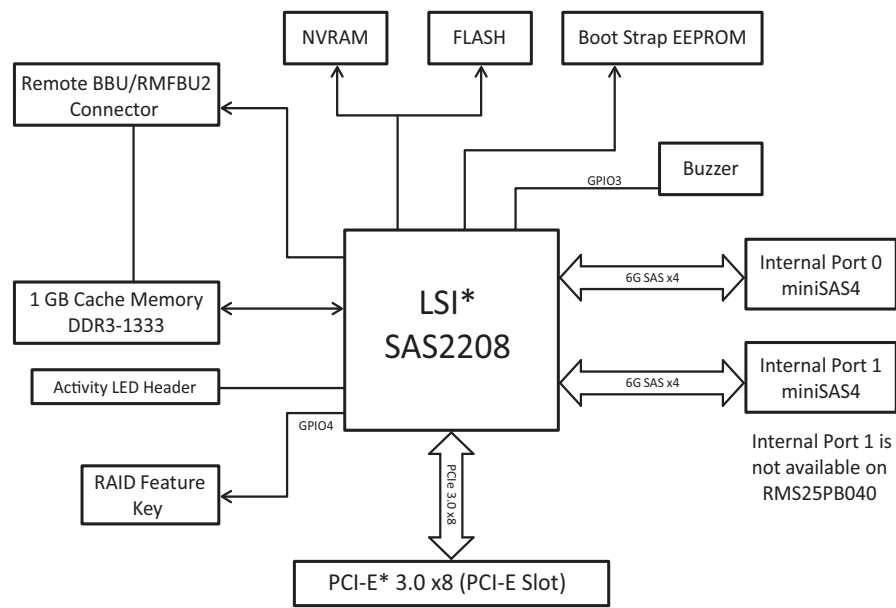 NVRAM
FLASH
Boot Strap EEPROM
Remote BBU/RMFBU2
Connector
Buzzer
GPIO3
LSI*
SAS2208
6G SAS x4
Internal Port 0
miniSAS4
1 GB Cache Memory
DDR3-1333
6G SAS x4
Internal Port 1
miniSAS4
Activity LED Header
GPIO4
Internal Port 1 is
not available on
RMS25PB040
RAID Feature
Key
PCIe 3.0 x8
PCI-E* 3.0 x8 (PCI-E Slot)